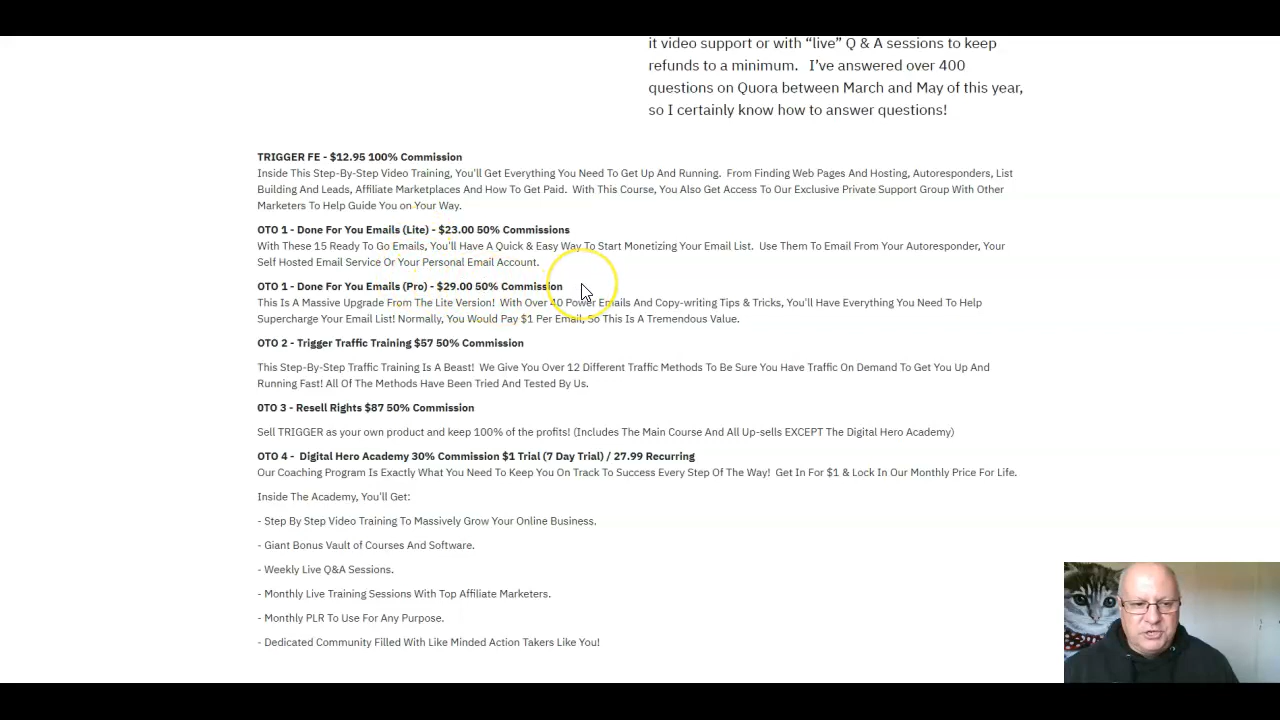 it video support or with “live” Q & A sessions to keep
refunds to a minimum. I’ve answered over 400
questions on Quora between March and May of this year,
so I certainly know how to answer questions!
TRIGGER FE - $12.95 100% Commission
Inside This Step-By-Step Video Training, You'll Get Everything You Need To Get Up And Running. From Finding Web Pages And Hosting, Autoresponders, List
Building And Leads, Affiliate Marketplaces And How To Get Paid. With This Course, You Also Get Access To Our Exclusive Private Support Group With Other
Marketers To Help Guide You on Your Way.
OTO 1 - Done For You Emails (Lite) - $23.00 50% Commissions
With These 15 Ready To Go Emails, You'll Have A Quick & Easy Way To Start Monetizing Your Email List. Use Them To Email From Your Autoresponder, Your
Self Hosted Email Service Or Your Personal Email Account.
OTO 1 - Done For You Emails (Pro) - $29.00 50% Commission
This Is A Massive Upgrade From The Lite Version! With Over 40 Power Emails And Copy-writing Tips & Tricks, You'll Have Everything You Need To Help
Supercharge Your Email List! Normally, You Would Pay $1 Per Email, So This Is A Tremendous Value.
OTO 2 - Trigger Traffic Training $57 50% Commission
This Step-By-Step Traffic Training Is A Beast! We Give You Over 12 Different Traffic Methods To Be Sure You Have Traffic On Demand To Get You Up And
Running Fast! All Of The Methods Have Been Tried And Tested By Us.
0TO 3 - Resell Rights $87 50% Commission
Sell TRIGGER as your own product and keep 100% of the profits! (Includes The Main Course And All Up-sells EXCEPT The Digital Hero Academy)
OTO 4 - Digital Hero Academy 30% Commission $1 Trial (7 Day Trial) / 27.99 Recurring
Our Coaching Program Is Exactly What You Need To Keep You On Track To Success Every Step Of The Way! Get In For $1 & Lock In Our Monthly Price For Life.
Inside The Academy, You'll Get:
- Step By Step Video Training To Massively Grow Your Online Business.
- Giant Bonus Vault of Courses And Software.
- Weekly Live Q&A Sessions.
- Monthly Live Training Sessions With Top Affiliate Marketers.
- Monthly PLR To Use For Any Purpose.
- Dedicated Community Filled With Like Minded Action Takers Like You!